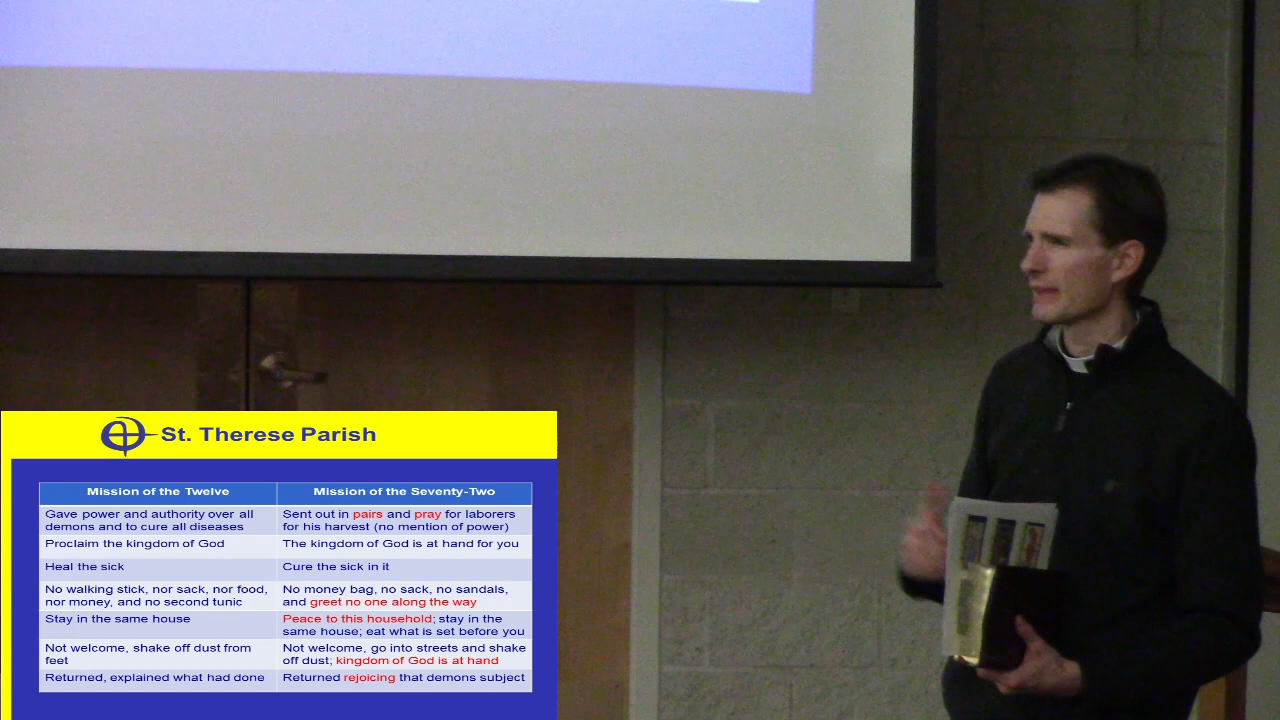 St. Therese Parish
Mission of the Twelve
Mission of the Seventy-Two
Gave power and authority over all
demons and to cure all diseases
Sent out in pairs and pray for laborers
for his harvest (no mention of power)
Proclaim the kingdom of God
The kingdom of God is at hand for you
Heal the sick
Cure the sick in it
No walking stick, nor sack, nor food,
nor money, and no second tunic
No money bag, no sack, no sandals,
and greet no one along the way
Stay in the same house
Peace to this household; stay in the
same house; eat what is set before you
Not welcome, shake off dust from
feet
Not welcome, go into streets and shake
off dust; kingdom of God is at hand
Returned, explained what had done
Returned rejoicing that demons subject